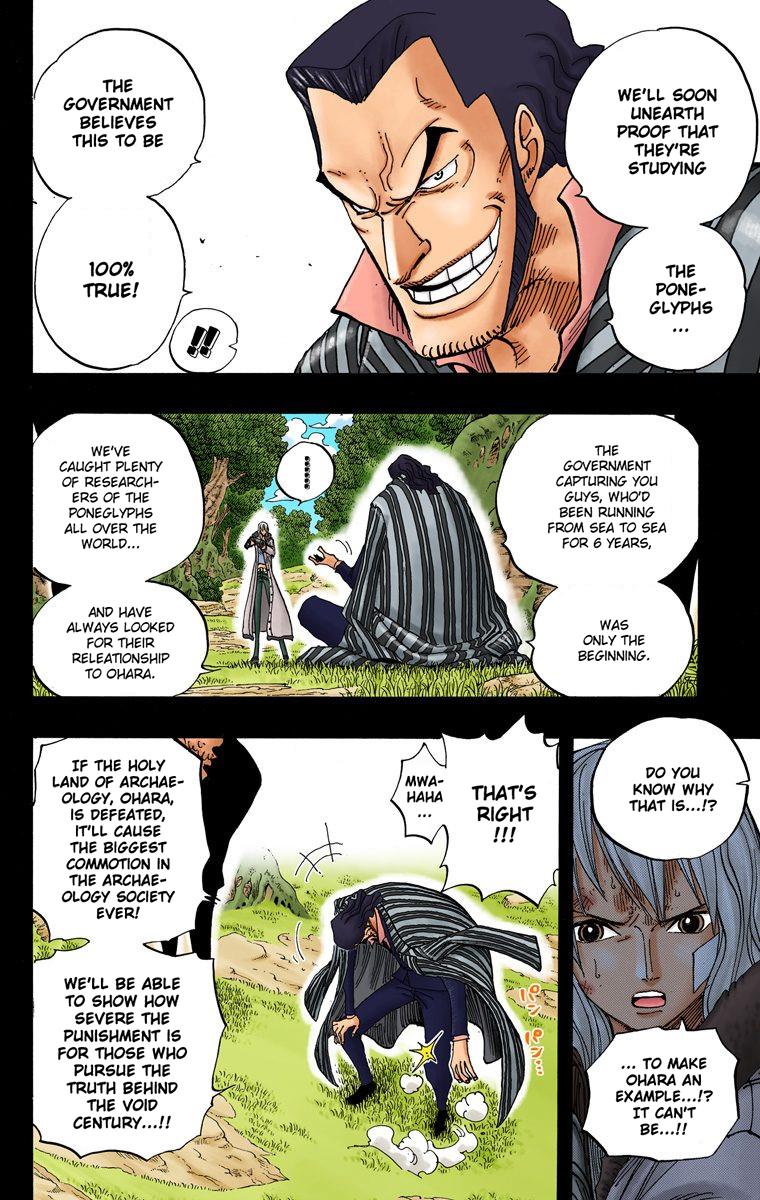 WE'LL SOON
UNEARTH
PROOF THAT
THEY'RE
STUDYING
THE
PONE-
GLYPHS
...
THE
GOVERNMENT
BELIEVES
THIS TO BE
100%
TRUE!
!!
THE
GOVERNMENT
CAPTURING YOU
GUYS, WHO'D
BEEN RUNNING
FROM SEA TO SEA
FOR 6 YEARS,
WAS
ONLY THE
BEGINNING.
......
WE'VE
CAUGHT PLENTY
OF RESEARCH-
ERS OF THE
PONEGLYPHS
ALL OVER THE
WORLD...
AND HAVE
ALWAYS LOOKED
FOR THEIR
RELEATIONSHIP
TO OHARA.
DO YOU
KNOW WHY
THAT IS...!?
... TO MAKE
OHARA AN
EXAMPLE...!?
IT CAN'T
BE...!!
THAT'S
RIGHT
!!!
MWA-
HAHA
...
パン
パン…
IF THE HOLY
LAND OF ARCHAE-
OLOGY, OHARA,
IS DEFEATED,
IT'LL CAUSE
THE BIGGEST
COMMOTION IN
THE ARCHAE-
OLOGY SOCIETY
EVER!
WE'LL BE ABLE
TO SHOW HOW
SEVERE THE
PUNISHMENT IS
FOR THOSE WHO
PURSUE THE
TRUTH BEHIND
THE VOID
CENTURY...!!